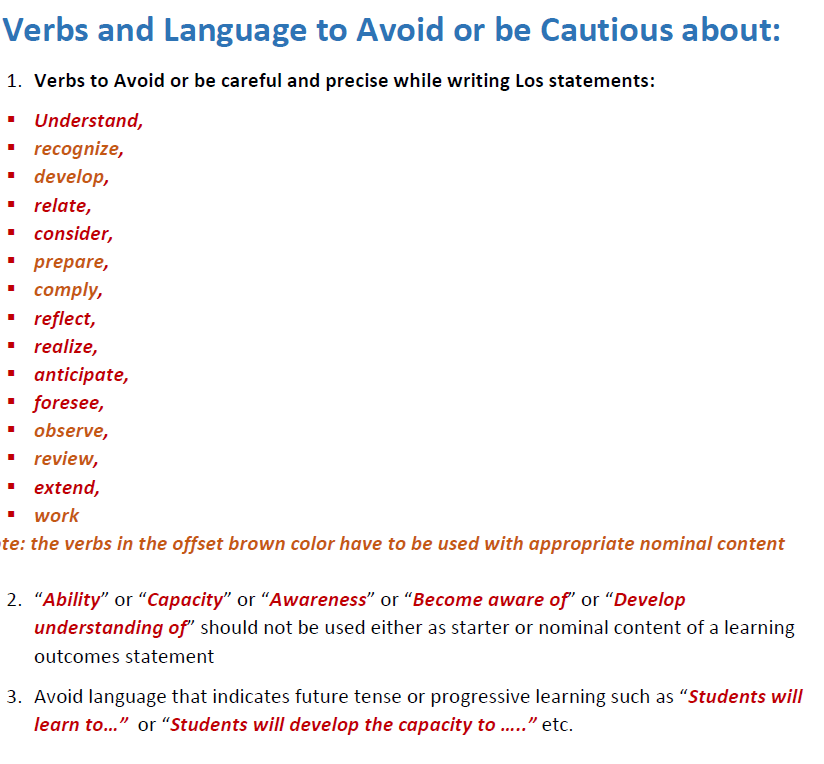 Verbs and Language to Avoid or be Cautious about:
1. Verbs to Avoid or be careful and precise while writing Los statements:
▪ Understand,
▪ recognize,
▪ develop,
▪ relate,
▪ consider,
▪ prepare,
▪ comply,
▪ reflect,
▪ realize,
▪ anticipate,
▪ foresee,
▪ observe,
▪ review,
▪ extend,
▪ work
te: the verbs in the offset brown color have to be used with appropriate nominal content
2. “Ability” or “Capacity” or “Awareness” or “Become aware of” or “Develop
understanding of” should not be used either as starter or nominal content of a learning
outcomes statement
3. Avoid language that indicates future tense or progressive learning such as “Students will
learn to…” or “Students will develop the capacity to …..” etc.